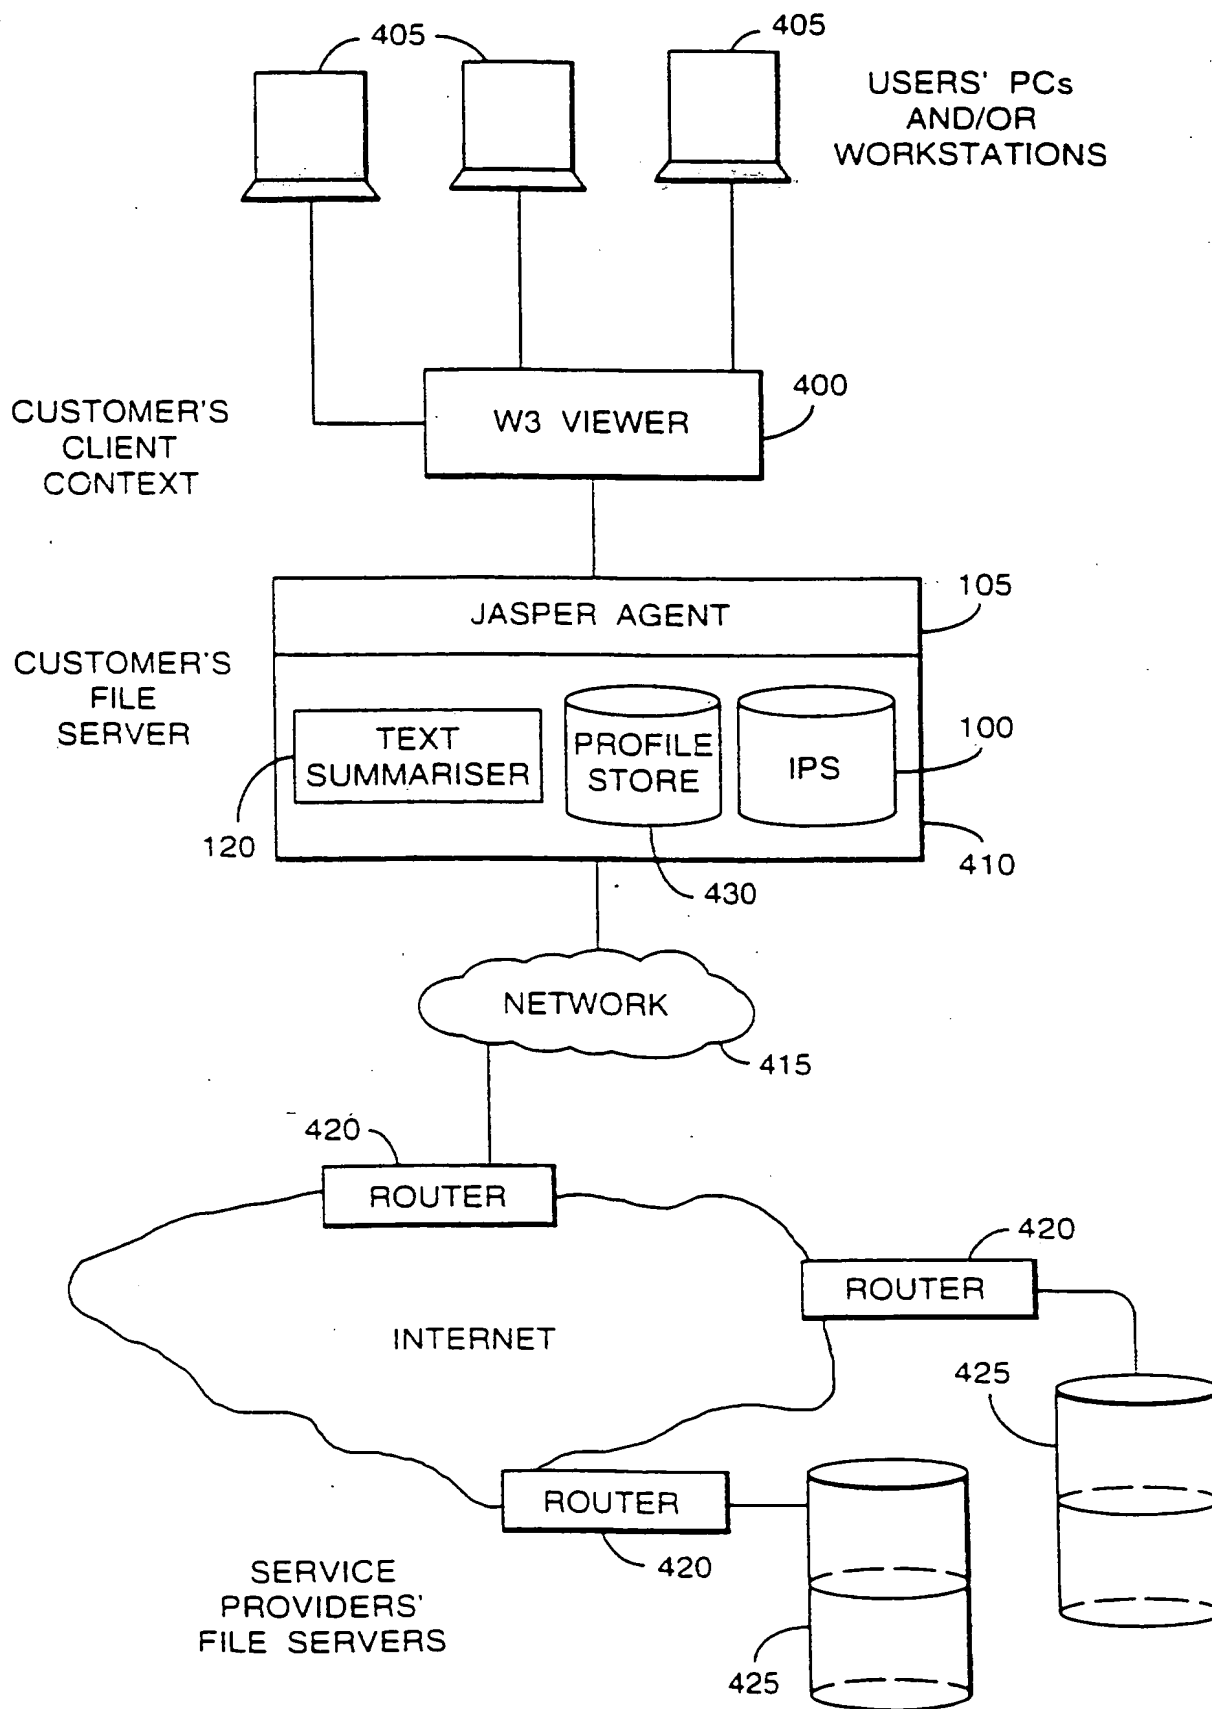 405
405
USERS' PCs
AND/OR
WORKSTATIONS
CUSTOMER'S
CLIENT
CONTEXT
W3 VIEWER
400
JASPER AGENT
105
CUSTOMER'S
FILE
SERVER
TEXT
SUMMARISER
PROFILE
STORE
IPS
100
120
430
410
NETWORK
415
420
ROUTER
420
ROUTER
INTERNET
425
ROUTER
420
SERVICE
PROVIDERS'
FILE SERVERS
425